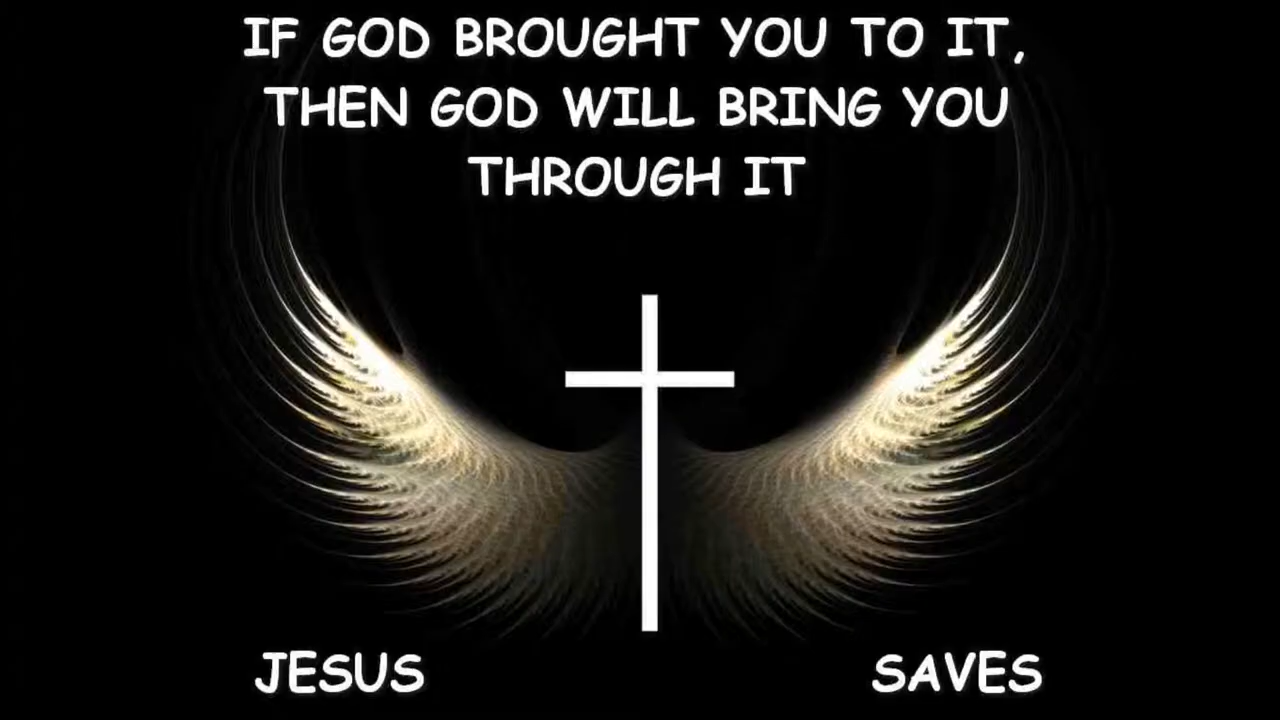 IF GOD BROUGHT YOU TO IT,
THEN GOD WILL BRING YOU
THROUGH IT
JESUS SAVES